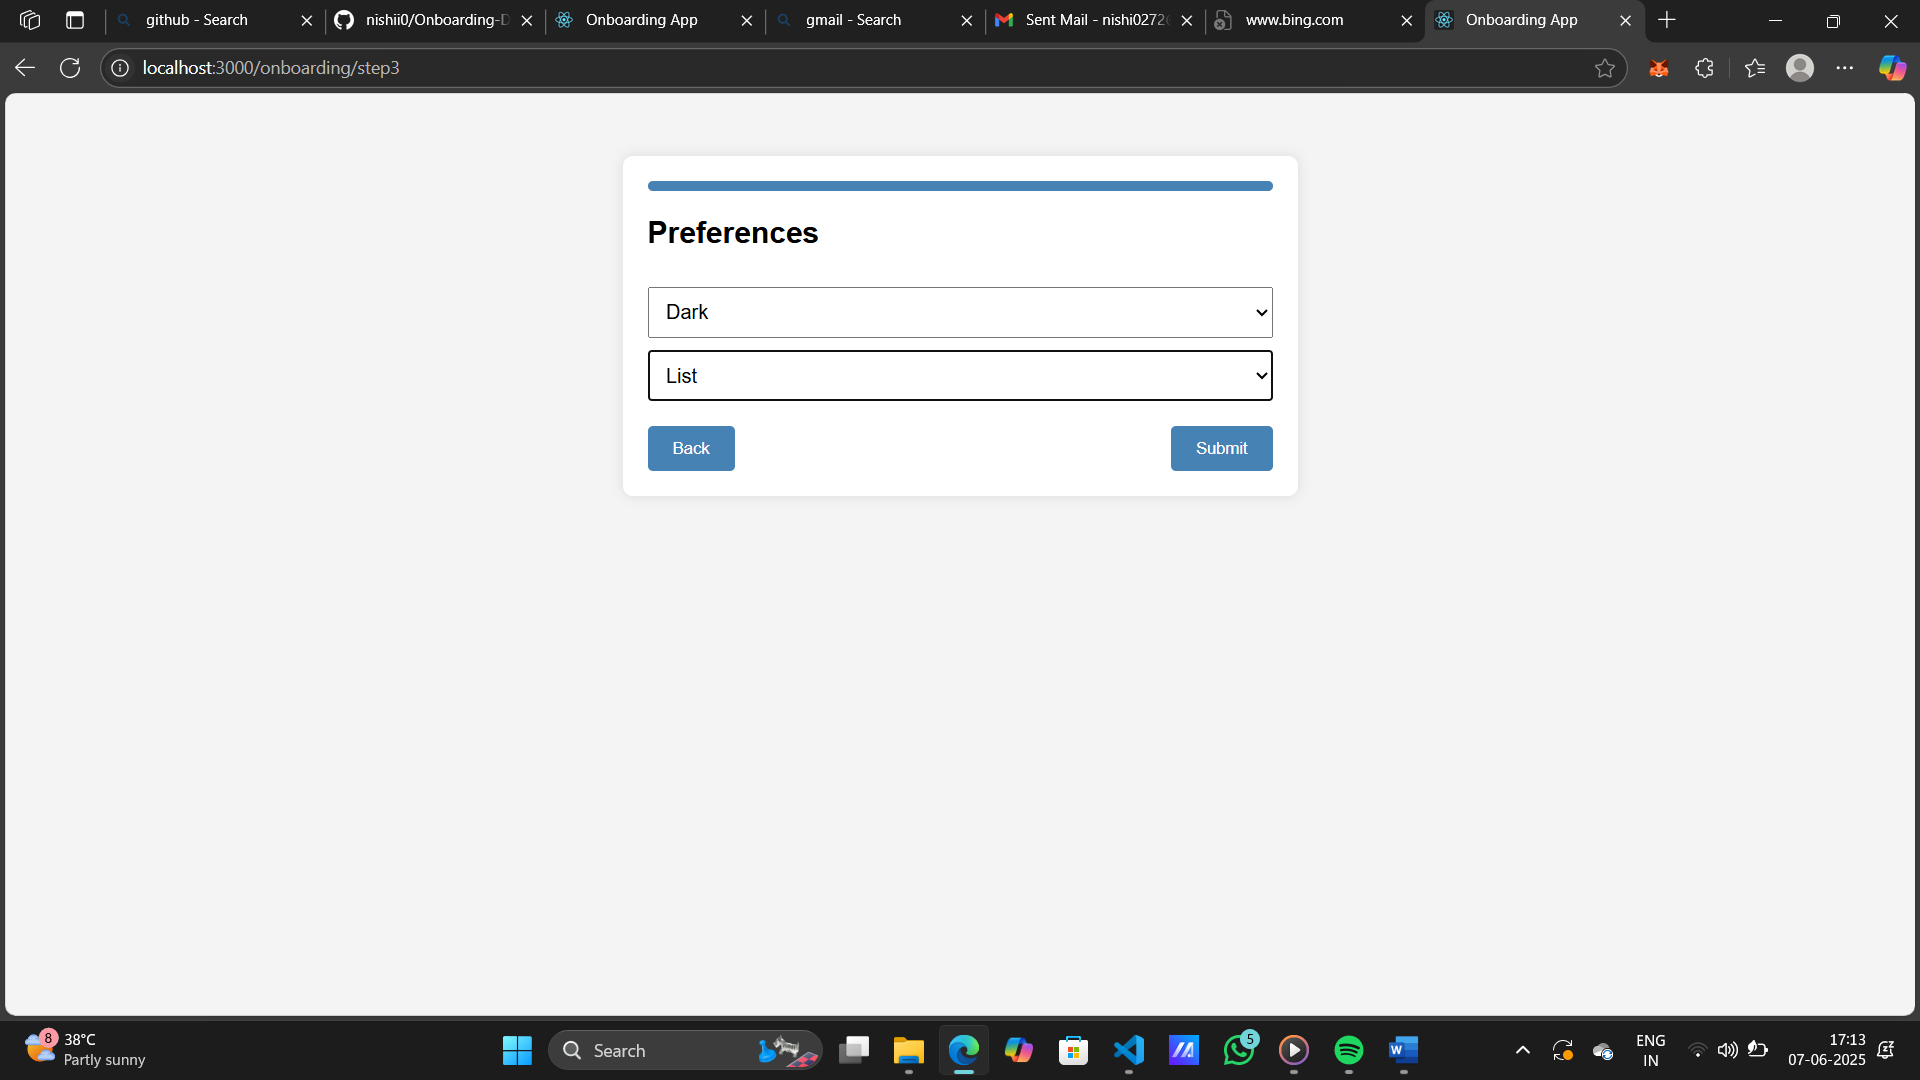 github - Search
nishii0/Onboarding-D
Onboarding App
gmail - Search
Sent Mail - nishi0272
www.bing.com
Onboarding App
localhost:3000/onboarding/step3
Preferences
Dark
List
Back
Submit
8
38°C
Partly sunny
Search
W
5
ENG
IN
17:13
07-06-2025